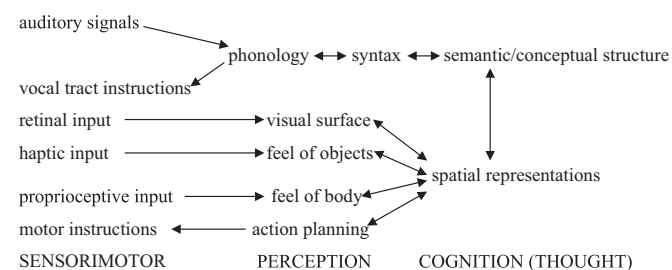 auditory signals
phonology syntax semantic/conceptual structure
vocal tract instructions
retinal input visual surface
haptic input feel of objects
spatial representations
proprioceptive input feel of body
motor instructions action planning
SENSORIMOTOR PERCEPTION COGNITION (THOUGHT)